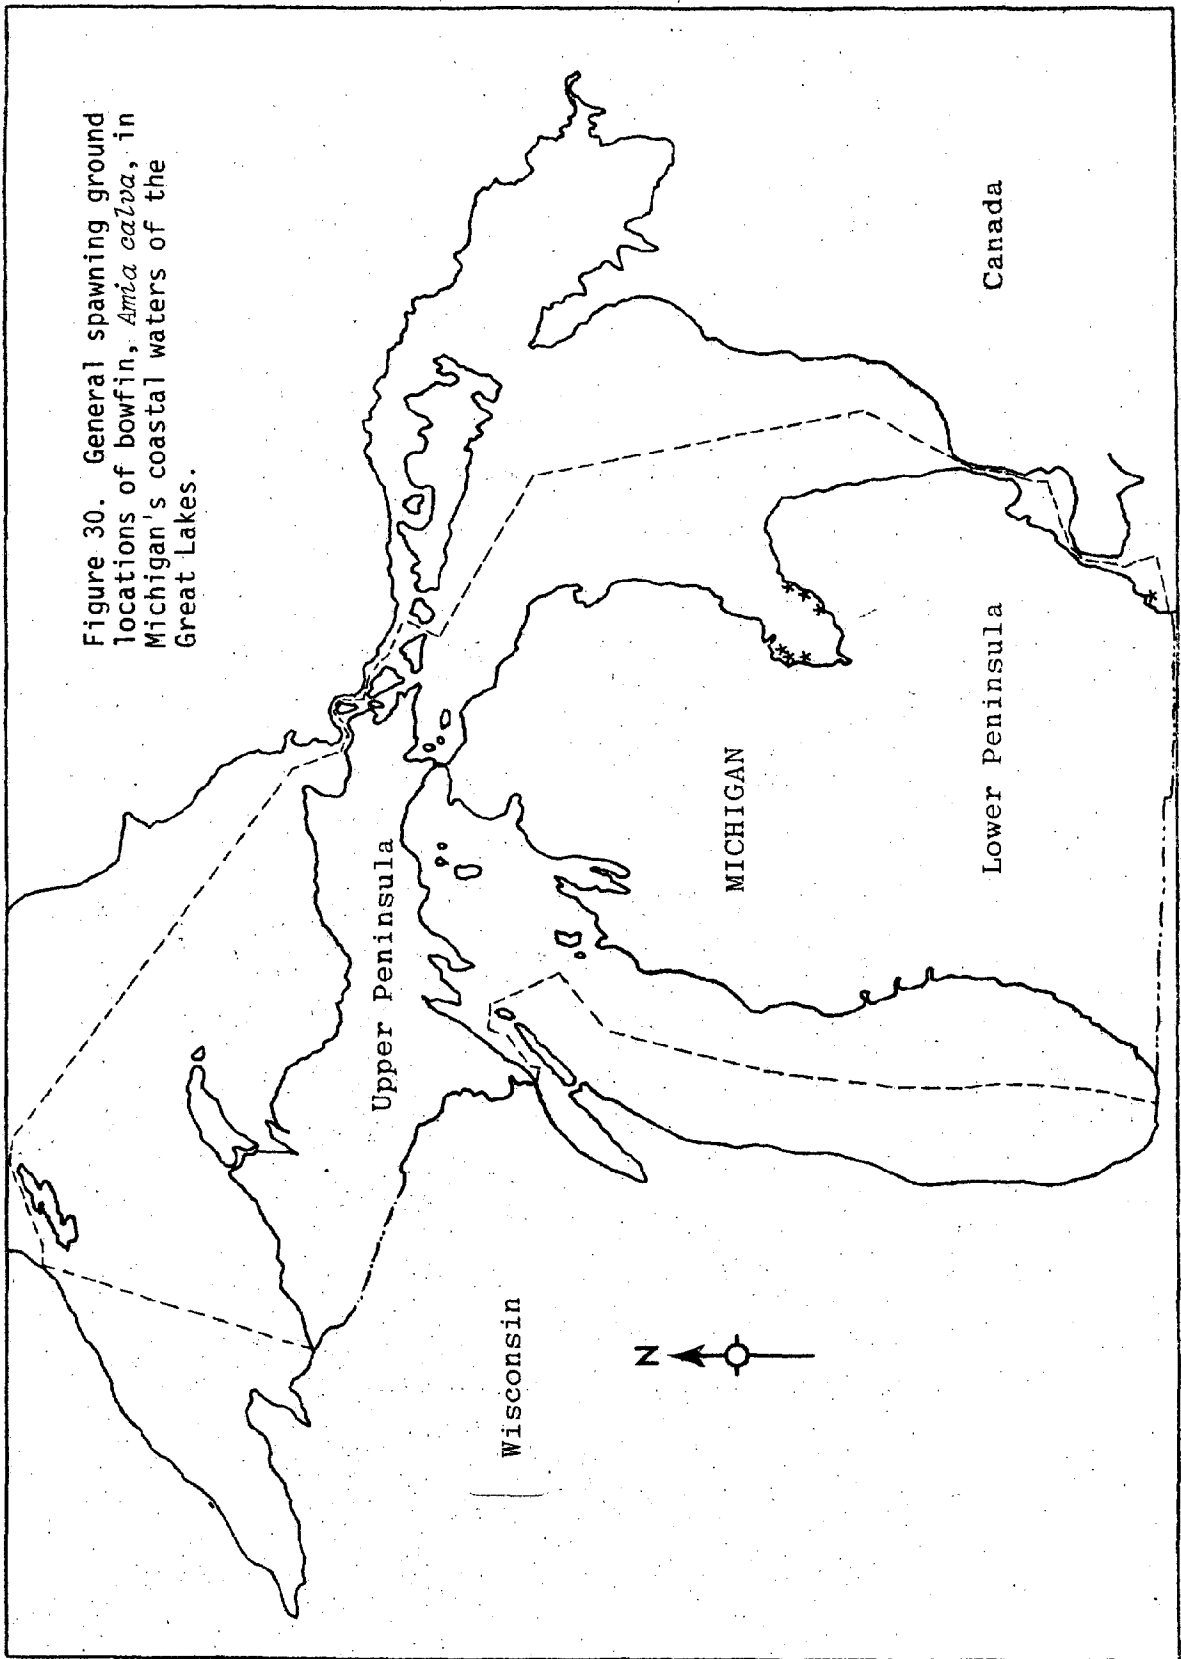 Figure 30. General spawning ground
locations of bowfin, Amia calva, in
Michigan's coastal waters of the
Great Lakes.
Upper Peninsula
Wisconsin
N
MICHIGAN
Lower Peninsula
Canada